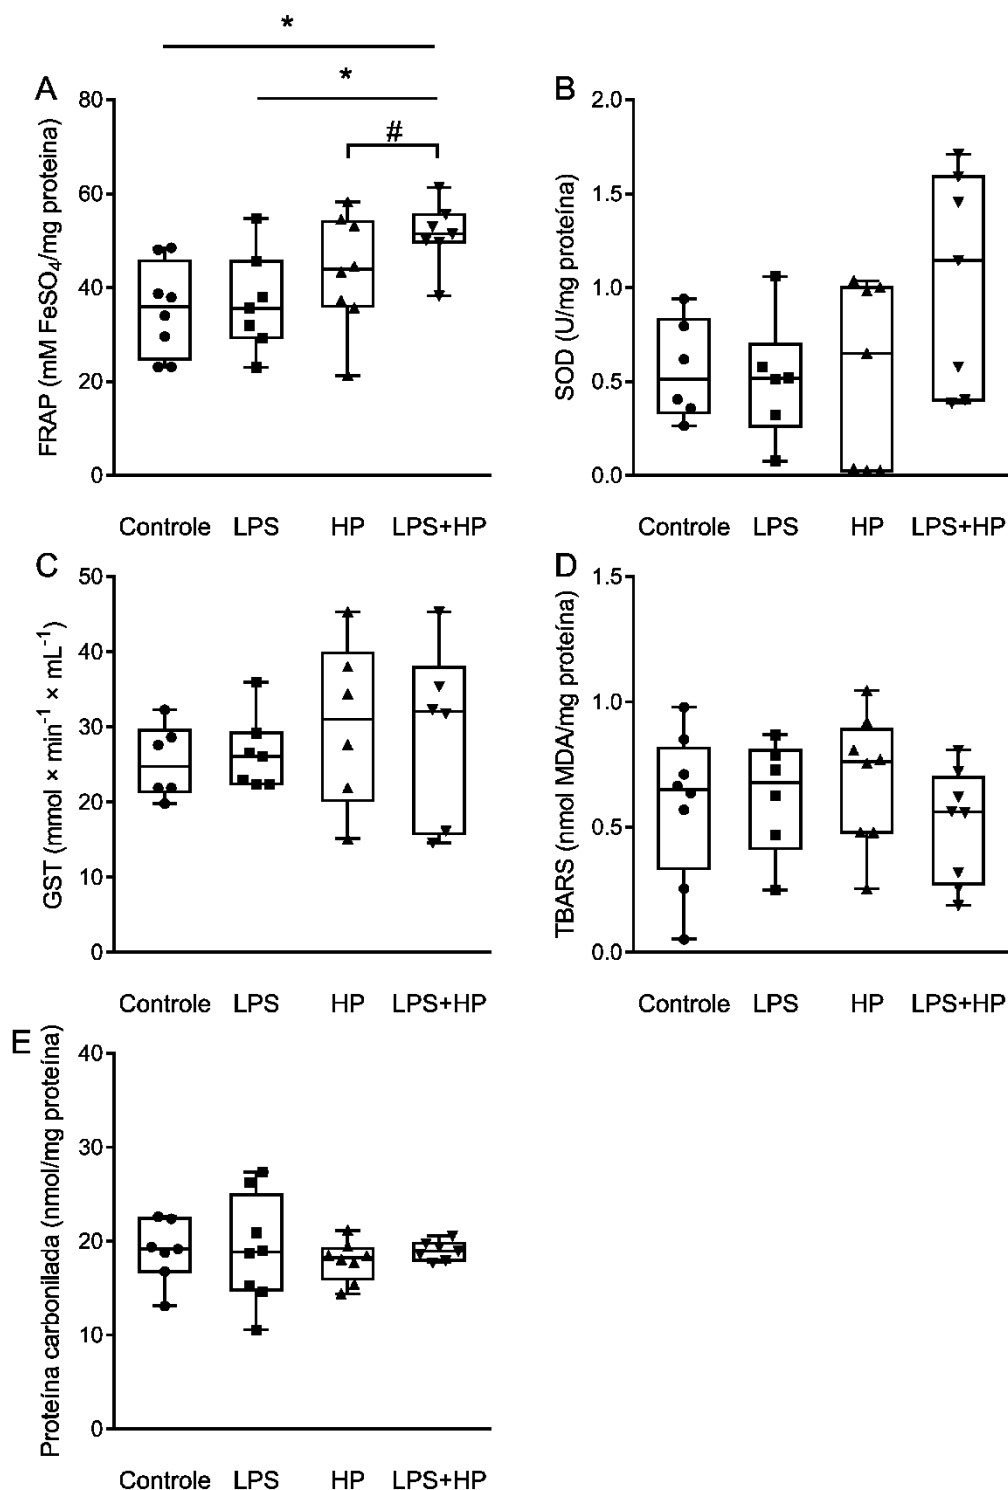 *
*
#
A
FRAP (mM FeSO4/mg proteína)
80
60
40
20
0
Controle LPS HP LPS+HP
B
SOD (U/mg proteína)
2.0
1.5
1.0
0.5
0.0
Controle LPS HP LPS+HP
C
GST (mmol × min⁻¹ × mL⁻¹)
50
40
30
20
10
0
Controle LPS HP LPS+HP
D
TBARS (nmol MDA/mg proteína)
1.5
1.0
0.5
0.0
Controle LPS HP LPS+HP
E
Proteína carbonilada (nmol/mg proteína)
40
30
20
10
0
Controle LPS HP LPS+HP